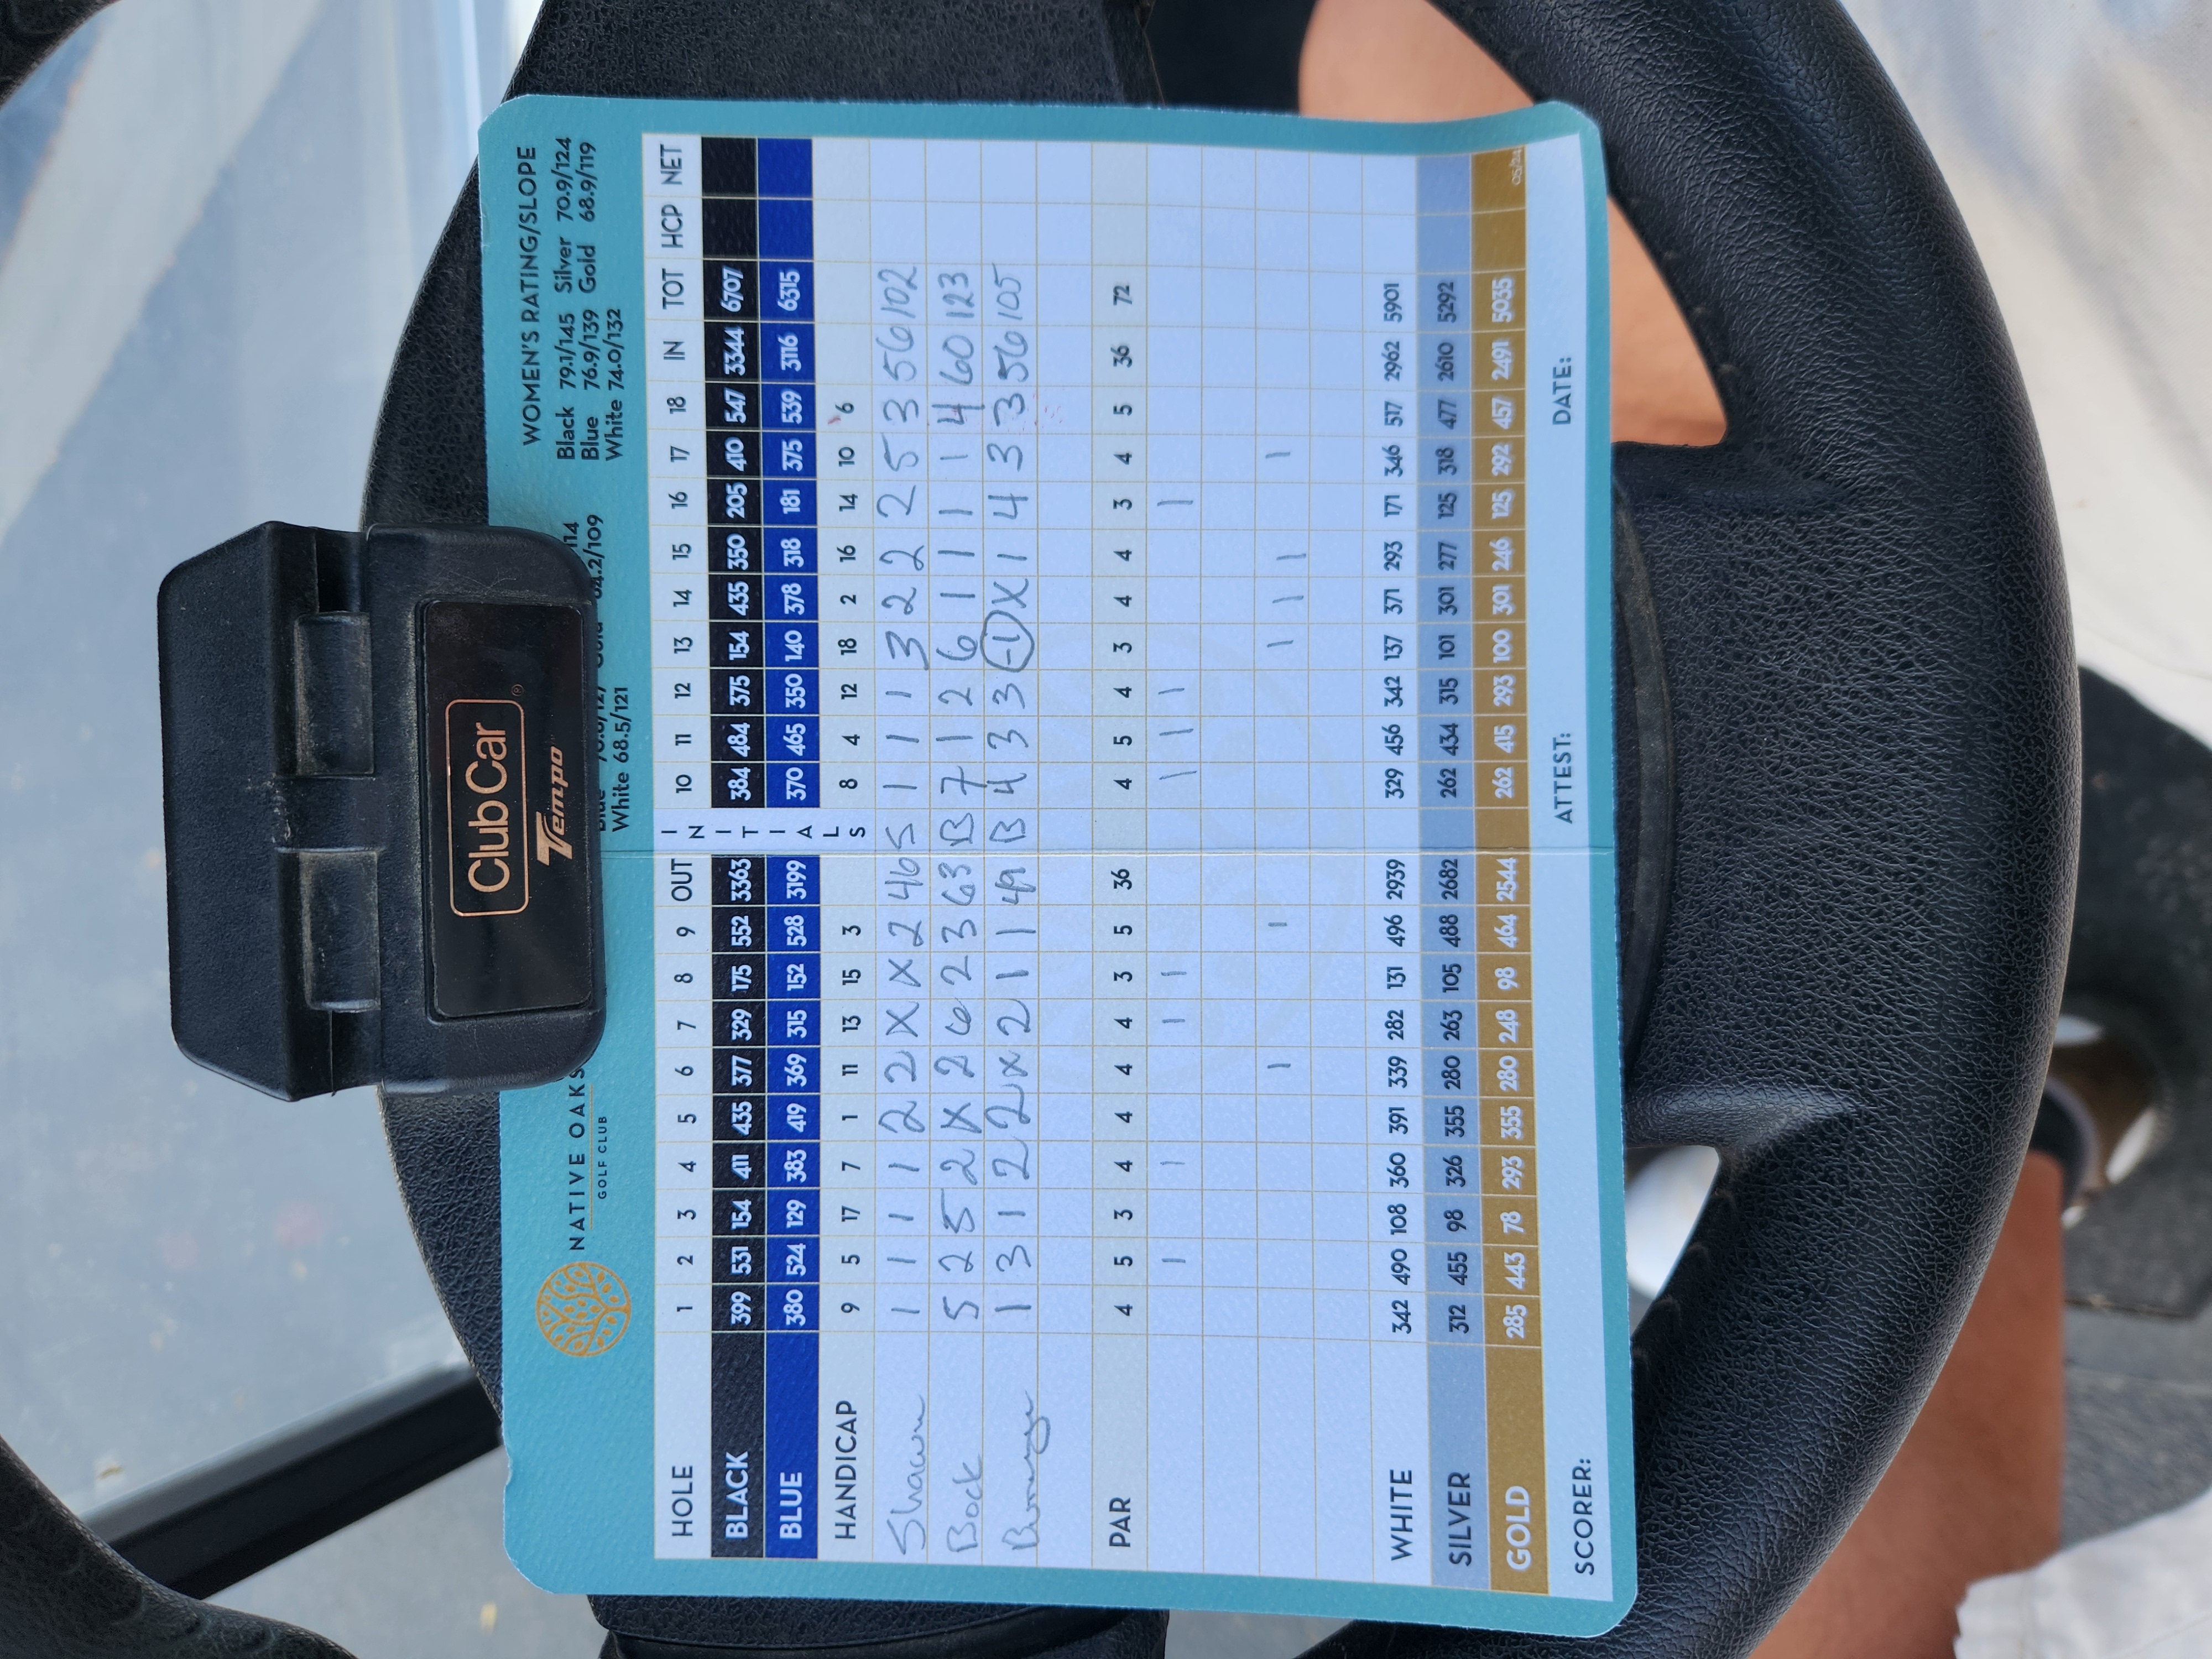 Club Car
Tempo
NATIVE OAKS
GOLF CLUB
WOMEN'S RATING/SLOPE
/114
Black 79.1/145 Silver 70.9/124
Blue 70.8/127 Gold 64.2/109
Blue 76.9/139 Gold 68.9/119
White 68.5/121
White 74.0/132
HOLE 1 2 3 4 5 6 7 8 9 OUT INITIALS 10 11 12 13 14 15 16 17 18 IN TOT HCP NET
BLACK 399 531 154 411 435 377 329 175 552 3363 384 484 375 154 435 350 205 410 547 3344 6707
BLUE 380 524 129 383 419 369 315 152 528 3199 370 465 350 140 378 318 181 375 539 3116 6315
HANDICAP 9 5 17 7 1 11 13 15 3 8 4 12 18 2 16 14 10 6
Shawn 1 1 1 1 2 2 X X 2 46 S 1 1 1 3 2 2 2 5 3 56 102
Bock 5 2 5 2 X 2 6 2 3 63 B 7 1 2 6 1 1 1 1 4 60 123
1 3 1 2 2 X 2 1 1 49 B 4 3 3 -1 X 1 4 3 3 56 105
PAR 4 5 3 4 4 4 4 3 5 36 4 5 4 3 4 4 3 4 5 36 72
1 1 1 1 1 1 1 1
1 1 1 1 1 1
WHITE 342 490 108 360 391 339 282 131 496 2939 329 456 342 137 371 293 171 346 517 2962 5901
SILVER 312 455 98 326 355 280 263 105 488 2682 262 434 315 101 301 277 125 318 477 2610 5292
GOLD 285 443 78 293 355 280 248 98 464 2544 262 415 293 100 301 246 125 292 457 2491 5035
05/24
SCORER: ATTEST: DATE: